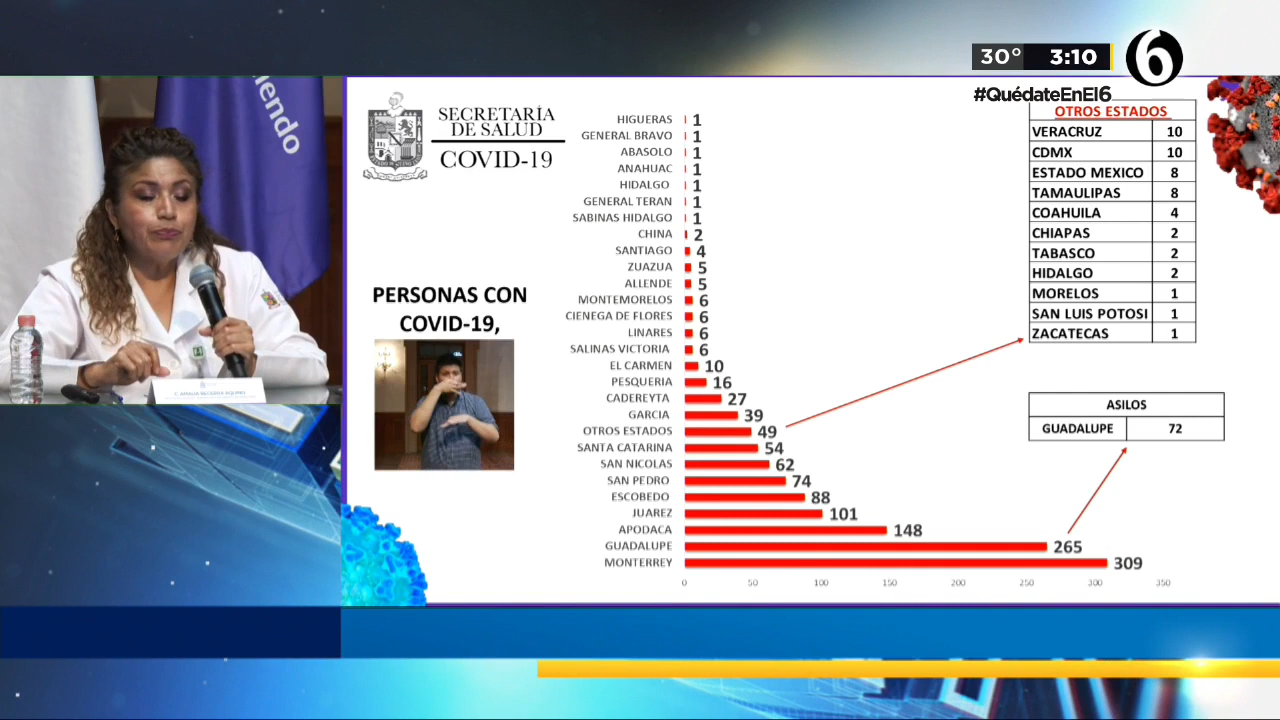 30° 3:10
6
#QuédateEnEl6
niendo
SECRETARÍA
DE SALUD
COVID-19
PERSONAS CON
COVID-19,
HIGUERAS 1
GENERAL BRAVO 1
ABASOLO 1
ANAHUAC 1
HIDALGO 1
GENERAL TERAN 1
SABINAS HIDALGO 1
CHINA 2
SANTIAGO 4
ZUAZUA 5
ALLENDE 5
MONTEMORELOS 6
CIENEGA DE FLORES 6
LINARES 6
SALINAS VICTORIA 6
EL CARMEN 10
PESQUERIA 16
CADEREYTA 27
GARCIA 39
OTROS ESTADOS 49
SANTA CATARINA 54
SAN NICOLAS 62
SAN PEDRO 74
ESCOBEDO 88
JUAREZ 101
APODACA 148
GUADALUPE 265
MONTERREY 309
0 50 100 150 200 250 300 350
OTROS ESTADOS
VERACRUZ 10
CDMX 10
ESTADO MEXICO 8
TAMAULIPAS 8
COAHUILA 4
CHIAPAS 2
TABASCO 2
HIDALGO 2
MORELOS 1
SAN LUIS POTOSI 1
ZACATECAS 1
ASILOS
GUADALUPE 72